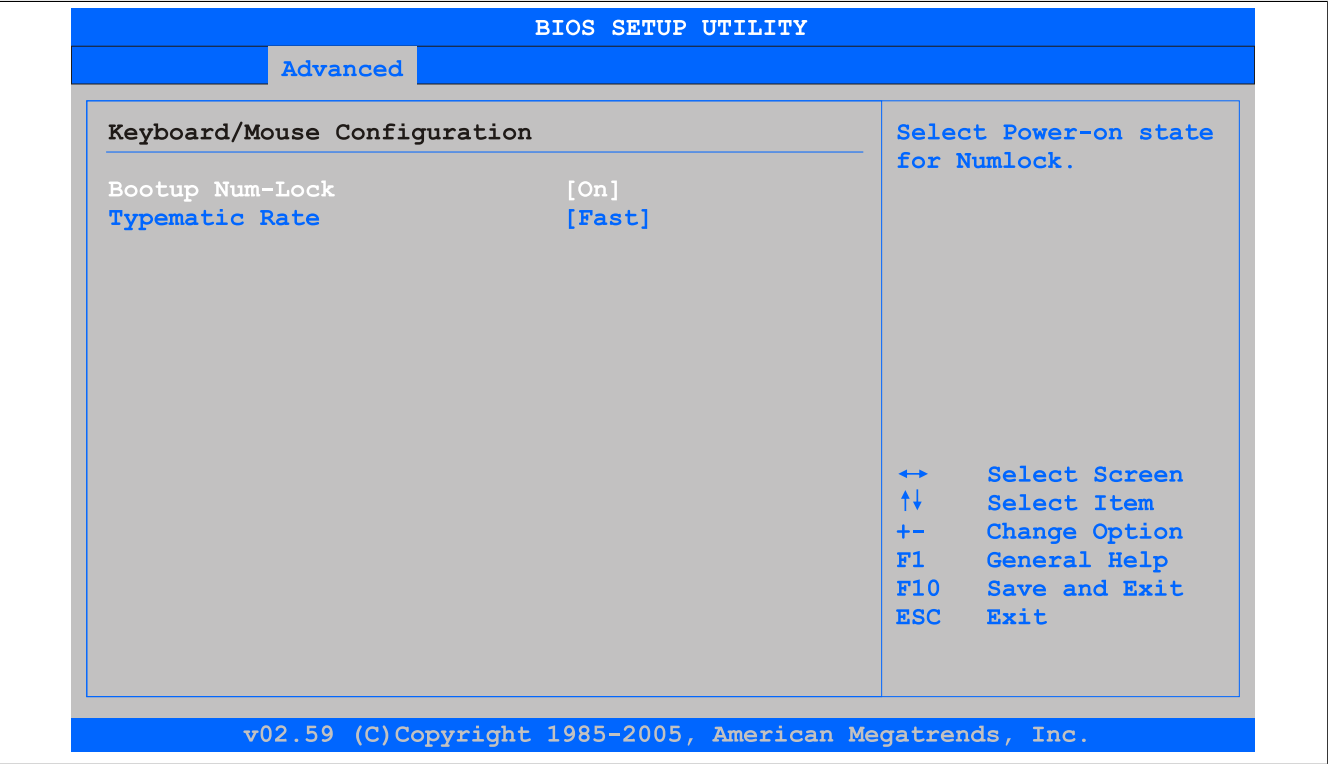 BIOS SETUP UTILITY
Advanced
Keyboard/Mouse Configuration
Bootup Num-Lock [On]
Typematic Rate [Fast]
Select Power-on state
for Numlock.
←→ Select Screen
↑↓ Select Item
+- Change Option
F1 General Help
F10 Save and Exit
ESC Exit
v02.59 (C)Copyright 1985-2005, American Megatrends, Inc.